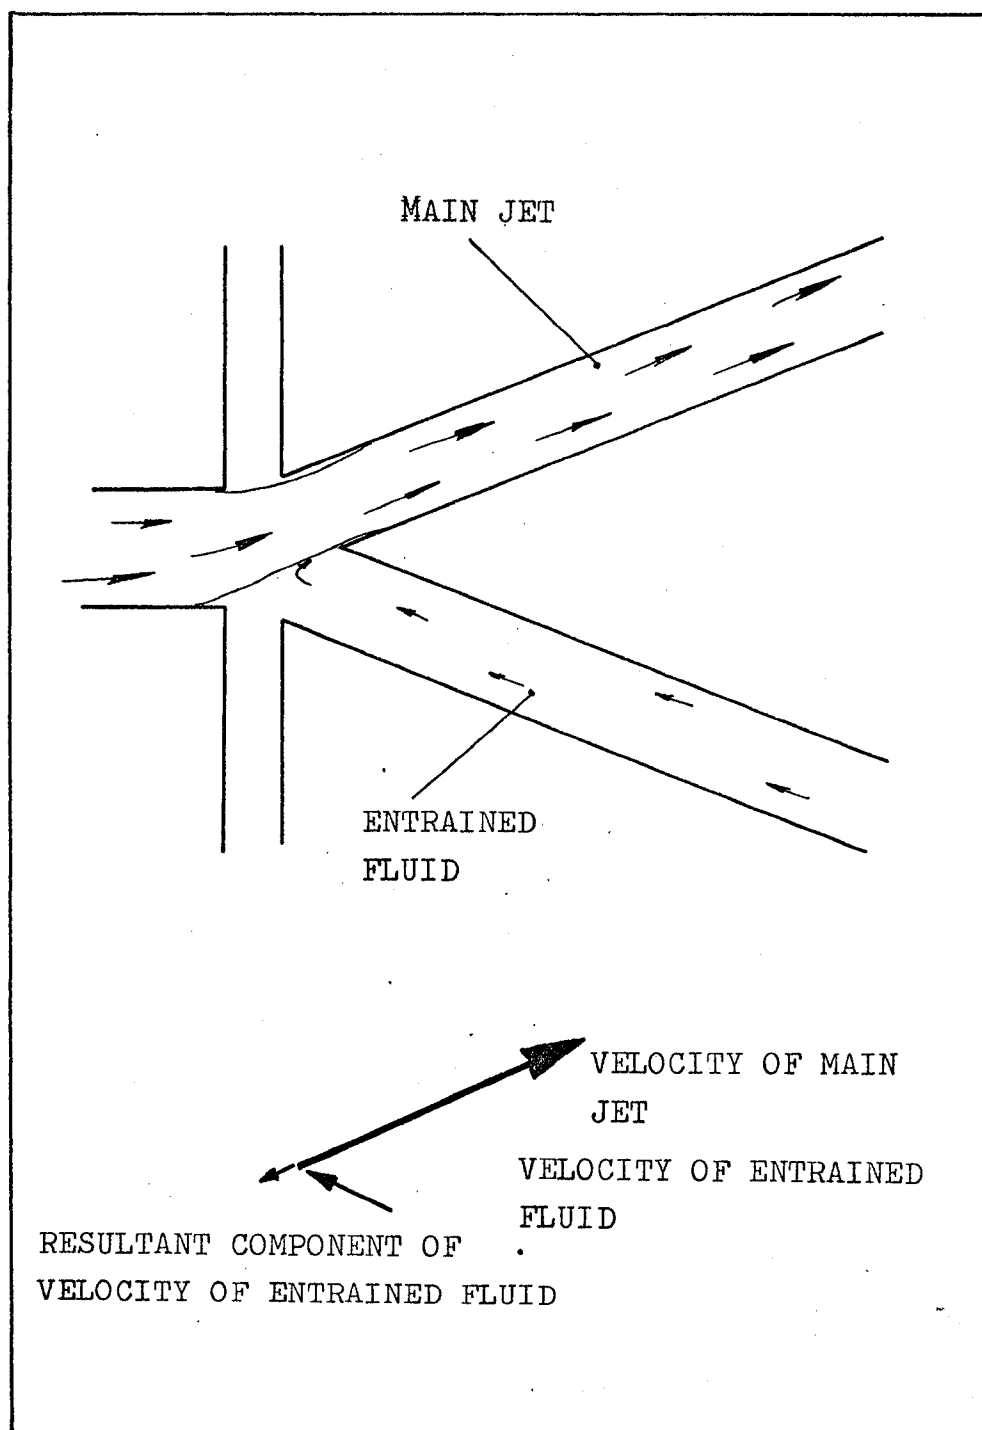 MAIN JET
ENTRAINED
FLUID
VELOCITY OF MAIN
JET
VELOCITY OF ENTRAINED
FLUID
RESULTANT COMPONENT OF
VELOCITY OF ENTRAINED FLUID